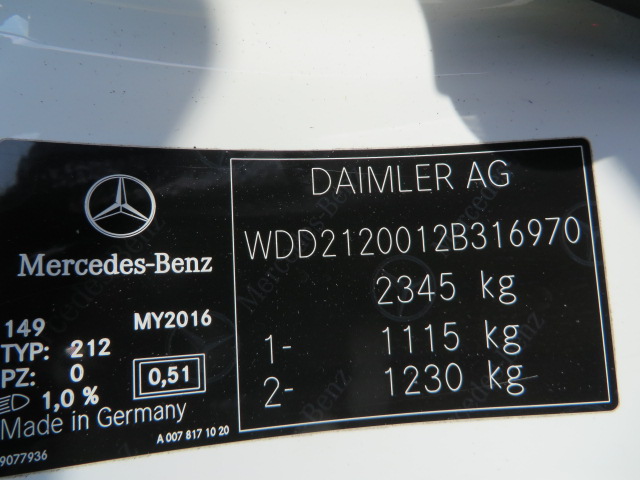 Mercedes-Benz
149 MY2016
TYP: 212
PZ: 0 0,51
1,0 %
Made in Germany
A 007 817 10 20
9077936
DAIMLER AG
WDD2120012B316970
2345 kg
1- 1115 kg
2- 1230 kg